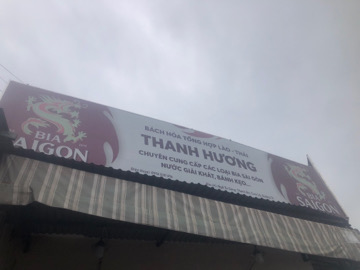 BIA
SAIGON
BÁCH HÓA TỔNG HỢP LÀO - THÁI
THANH HƯƠNG
CHUYÊN CUNG CẤP CÁC LOẠI BIA SÀI GÒN
NƯỚC GIẢI KHÁT, BÁNH KẸO...
SAIGON